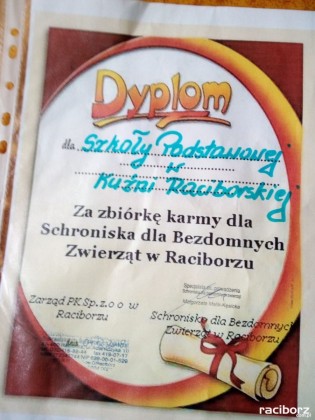 Dyplom
dla Szkoły Podstawowej
w
Kuźni Raciborskiej
Za zbiórkę karmy dla
Schroniska dla Bezdomnych
Zwierząt w Raciborzu
Zarząd PK Sp.z.o o w
Raciborzu
Schronisko dla Bezdomnych
Zwierząt w Raciborzu
raciborz